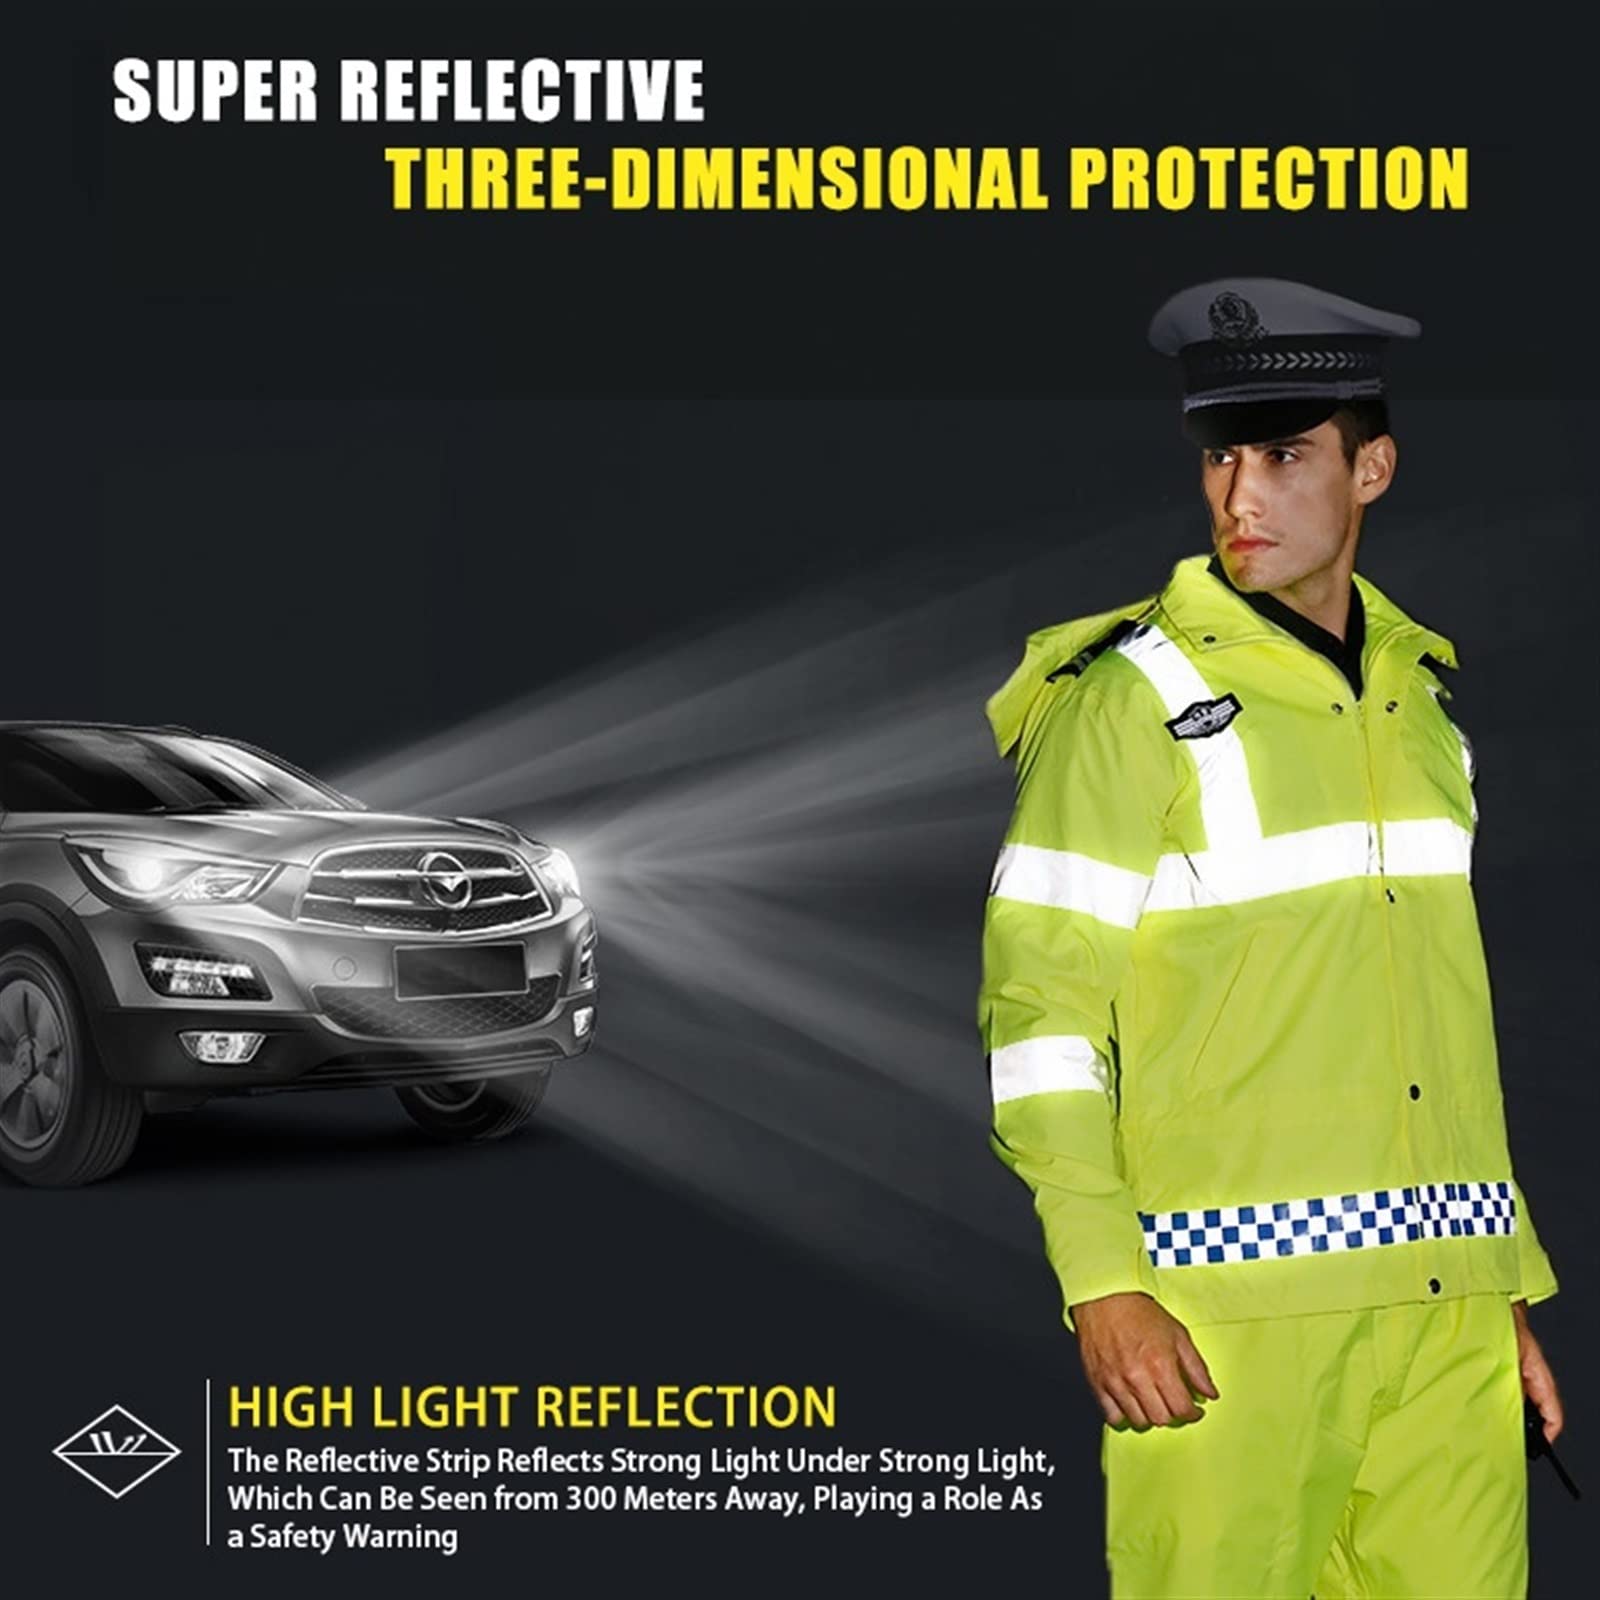 SUPER REFLECTIVE
THREE-DIMENSIONAL PROTECTION
HIGH LIGHT REFLECTION
The Reflective Strip Reflects Strong Light Under Strong Light,
Which Can Be Seen from 300 Meters Away, Playing a Role As
a Safety Warning